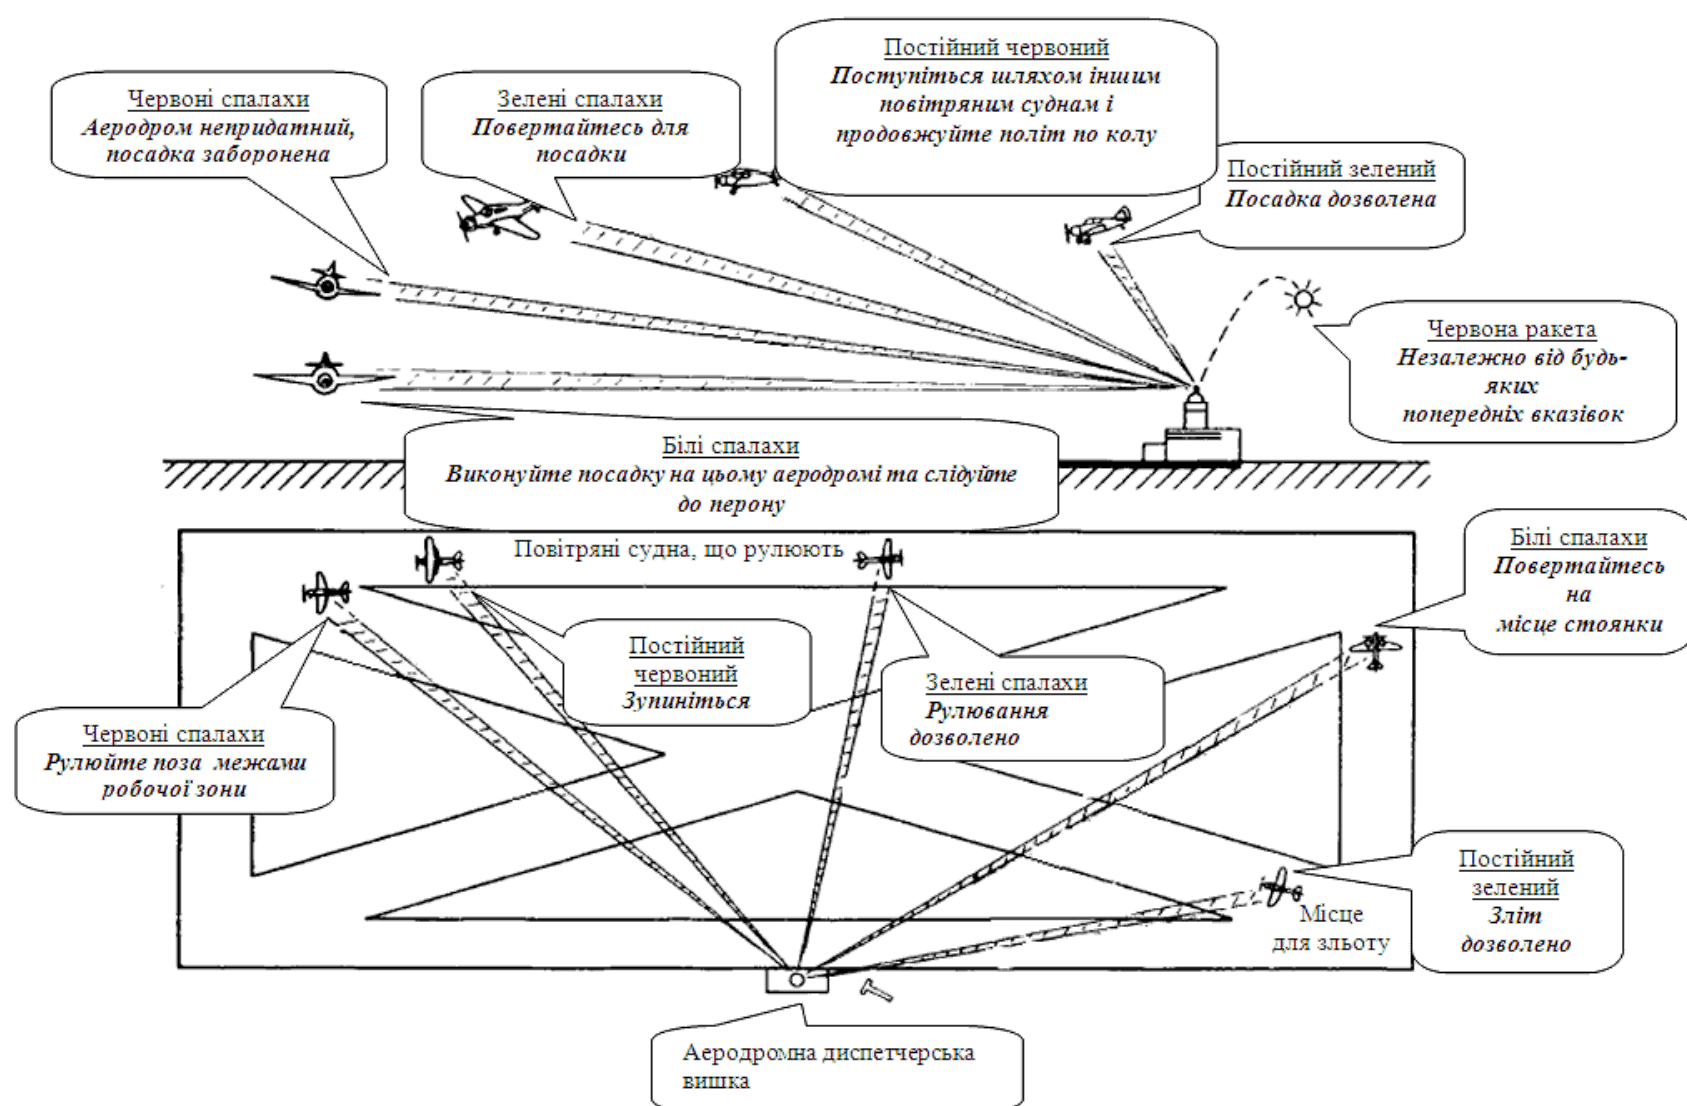 Постійний червоний
Поступіться шляхом іншим
повітряним суднам і
продовжуйте політ по колу
Червоні спалахи
Аеродром непридатний,
посадка заборонена
Зелені спалахи
Повертайтесь для
посадки
Постійний зелений
Посадка дозволена
Червона ракета
Незалежно від будь-
яких
попередніх вказівок
Білі спалахи
Виконуйте посадку на цьому аеродромі та слідуйте
до перону
Повітряні судна, що рулюють
Білі спалахи
Повертайтесь
на
місце стоянки
Постійний
червоний
Зупиніться
Зелені спалахи
Рулювання
дозволено
Червоні спалахи
Рулюйте поза межами
робочої зони
Постійний
зелений
Зліт
дозволено
Місце
для зльоту
Аеродромна диспетчерська
вишка